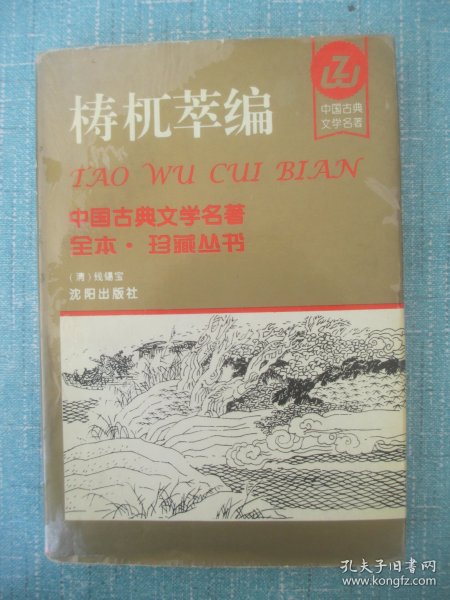 梼杌萃编
TAO WU CUI BIAN
中国古典文学名著
全本·珍藏丛书
(清)钱锡宝
沈阳出版社
中国古典
文学名著
孔夫子旧书网
www.kongfz.com